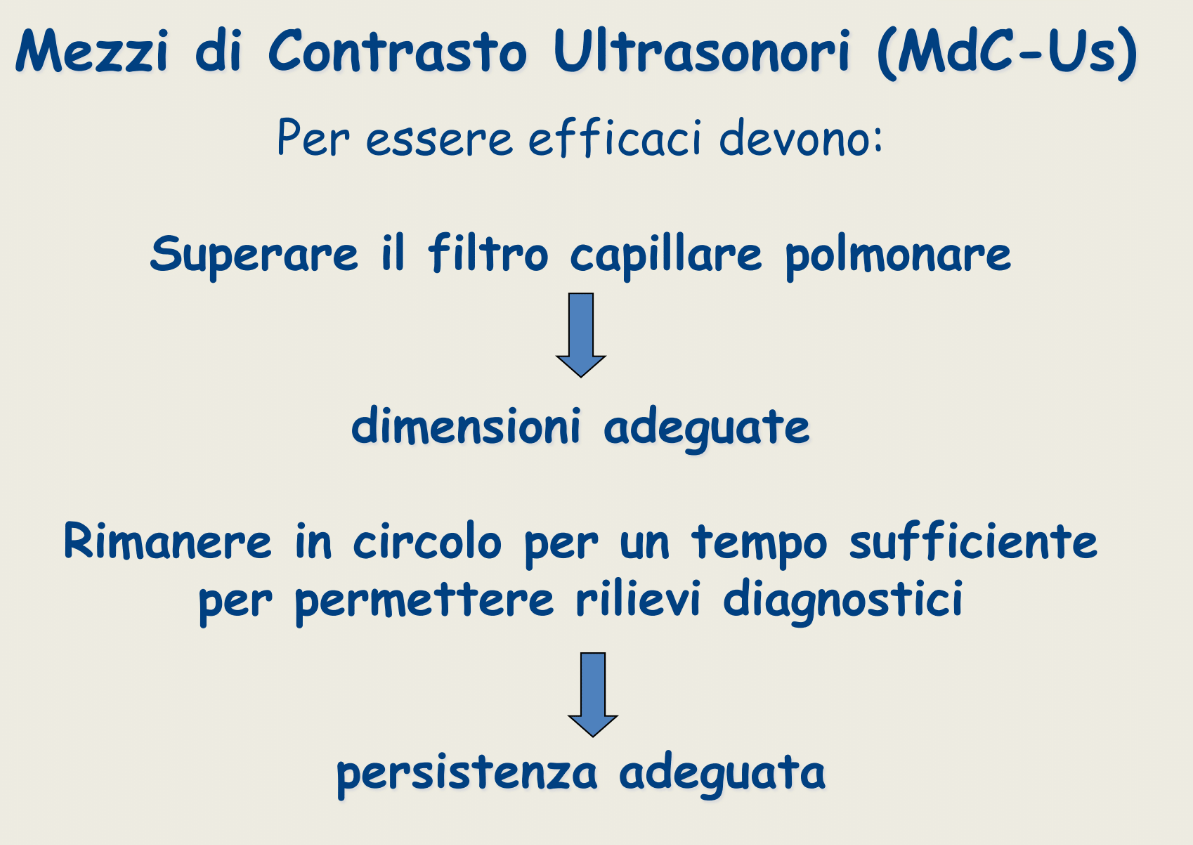 Mezzi di Contrasto Ultrasonori (MdC-Us)
Per essere efficaci devono:
Superare il filtro capillare polmonare
dimensioni adeguate
Rimanere in circolo per un tempo sufficiente
per permettere rilievi diagnostici
persistenza adeguata